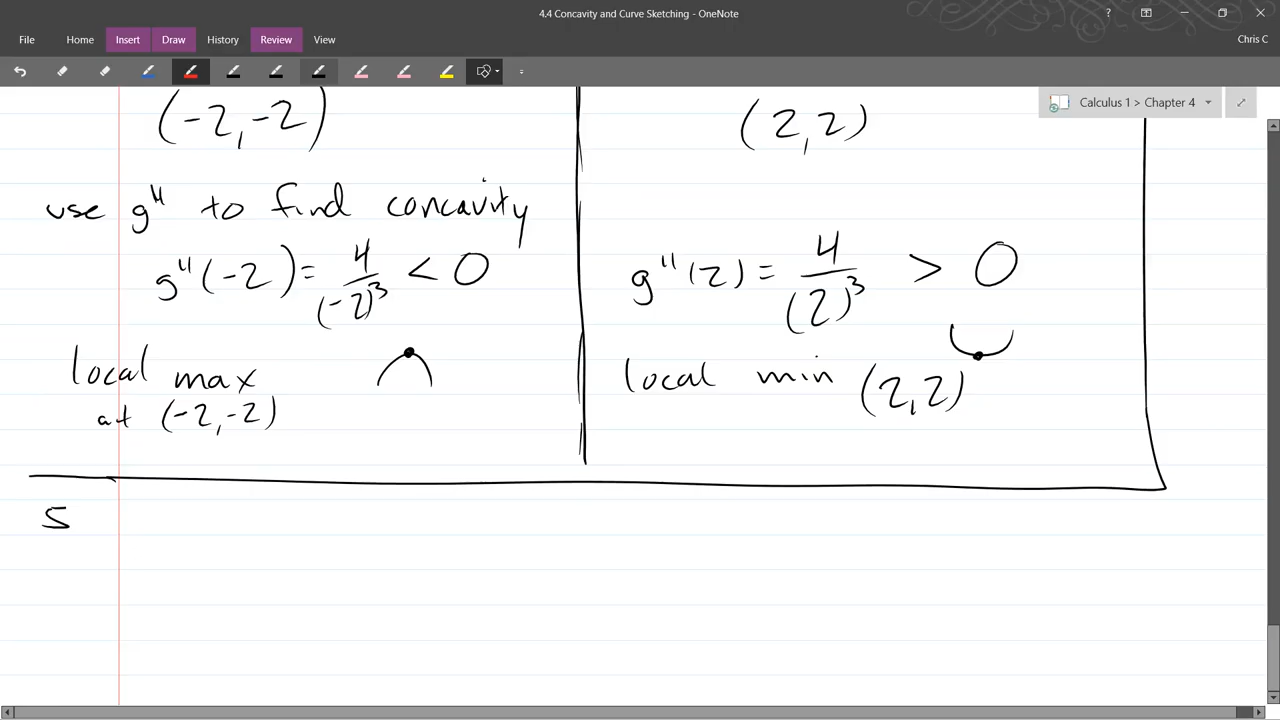 4.4 Concavity and Curve Sketching - OneNote
File Home Insert Draw History Review View
Chris C
Calculus 1 > Chapter 4
(-2,-2)
(2,2)
use g" to find concavity
g"(-2) = 4/(-2)³ < 0
g"(2) = 4/(2)³ > 0
local max
at (-2,-2)
local min (2,2)
5